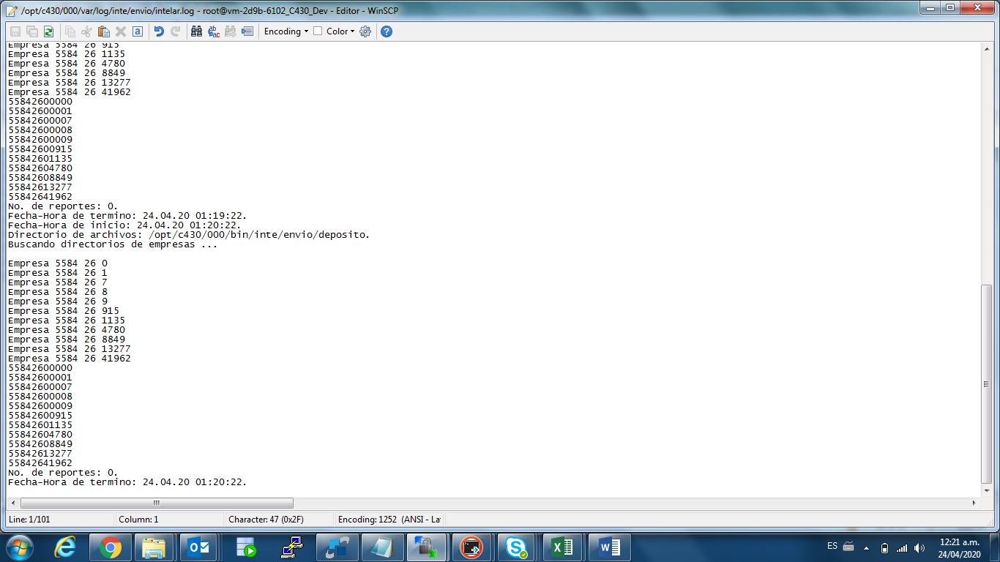 /opt/c430/000/var/log/inte/envio/intelar.log - root@vm-2d9b-6102_C430_Dev - Editor - WinSCP
Encoding Color
Empresa 5584 26 915
Empresa 5584 26 1135
Empresa 5584 26 4780
Empresa 5584 26 8849
Empresa 5584 26 13277
Empresa 5584 26 41962
55842600000
55842600001
55842600007
55842600008
55842600009
55842600915
55842601135
55842604780
55842608849
55842613277
55842641962
No. de reportes: 0.
Fecha-Hora de termino: 24.04.20 01:19:22.
Fecha-Hora de inicio: 24.04.20 01:20:22.
Directorio de archivos: /opt/c430/000/bin/inte/envio/deposito.
Buscando directorios de empresas ...
Empresa 5584 26 0
Empresa 5584 26 1
Empresa 5584 26 7
Empresa 5584 26 8
Empresa 5584 26 9
Empresa 5584 26 915
Empresa 5584 26 1135
Empresa 5584 26 4780
Empresa 5584 26 8849
Empresa 5584 26 13277
Empresa 5584 26 41962
55842600000
55842600001
55842600007
55842600008
55842600009
55842600915
55842601135
55842604780
55842608849
55842613277
55842641962
No. de reportes: 0.
Fecha-Hora de termino: 24.04.20 01:20:22.
Line: 1/101 Column: 1 Character: 47 (0x2F) Encoding: 1252 (ANSI - La
ES 12:21 a.m.
24/04/2020